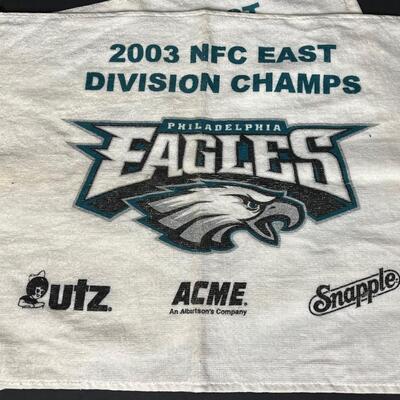 2003 NFC EAST
DIVISION CHAMPS
PHILADELPHIA
EAGLES
utz.
ACME.
An Albertson's Company
Snapple